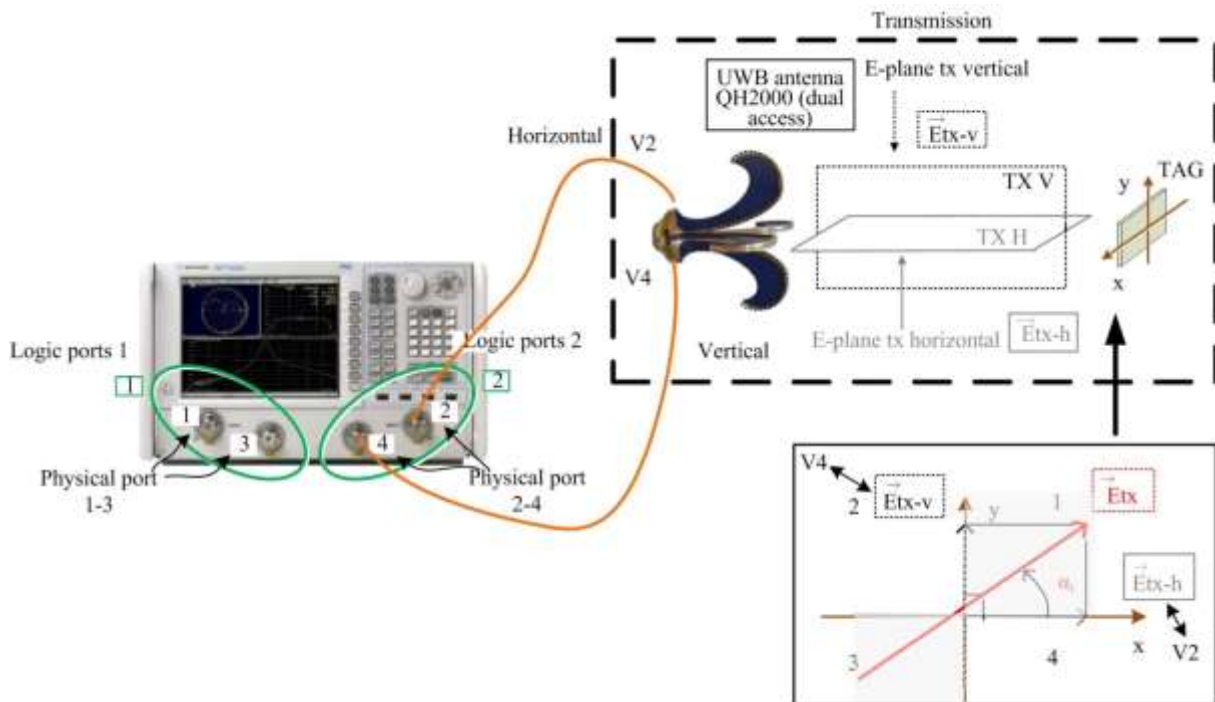 Transmission
UWB antenna
QH2000 (dual
access)
E-plane tx vertical
Etx-v
Horizontal
V2
TX V
TX H
y
TAG
x
V4
Vertical
E-plane tx horizontal
Etx-h
Logic ports 1
Logic ports 2
1
2
1
3
4
2
Physical port
1-3
Physical port
2-4
V4
2
Etx-v
y
1
Etx
α
Etx-h
3
4
x
V2